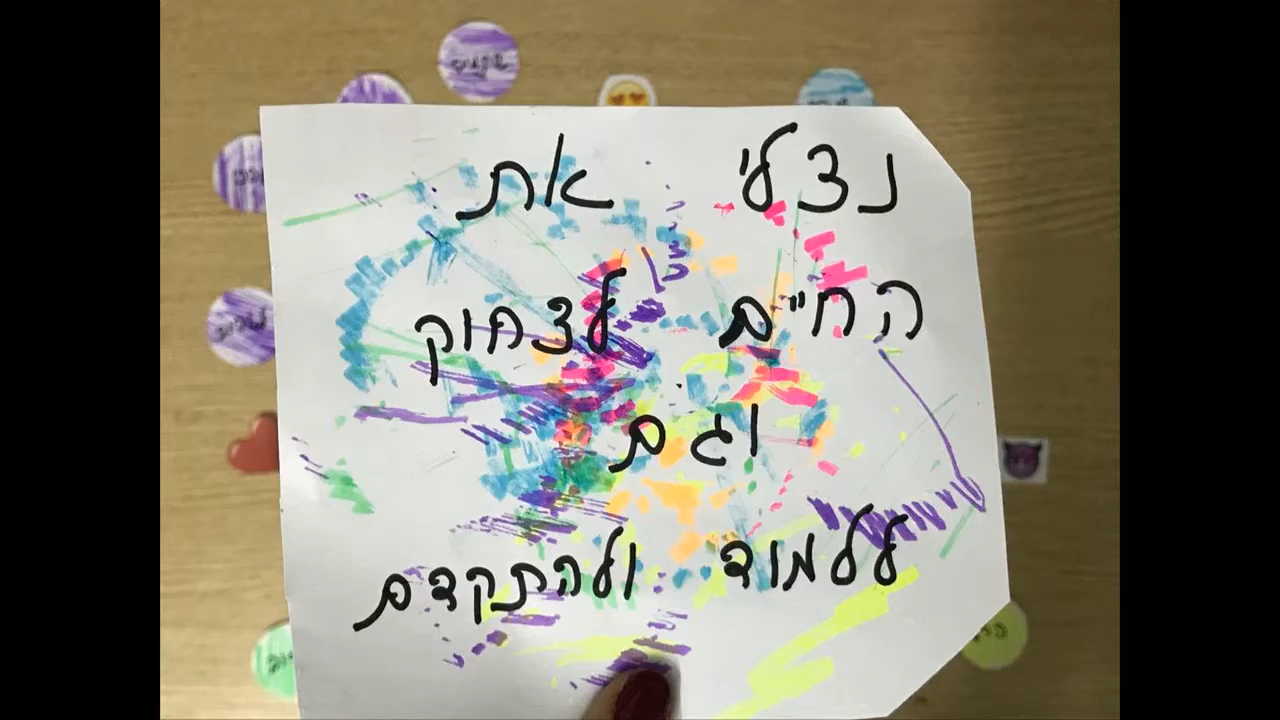 נצלי את
החיים לצחוק
וגם
ללמוד ולהתקדם